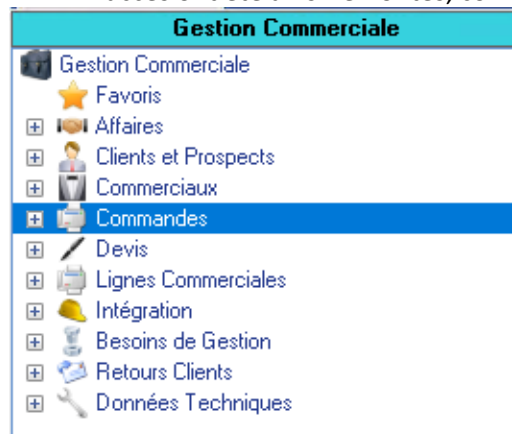 Gestion Commerciale
Gestion Commerciale
Favoris
Affaires
Clients et Prospects
Commerciaux
Commandes
Devis
Lignes Commerciales
Intégration
Besoins de Gestion
Retours Clients
Données Techniques